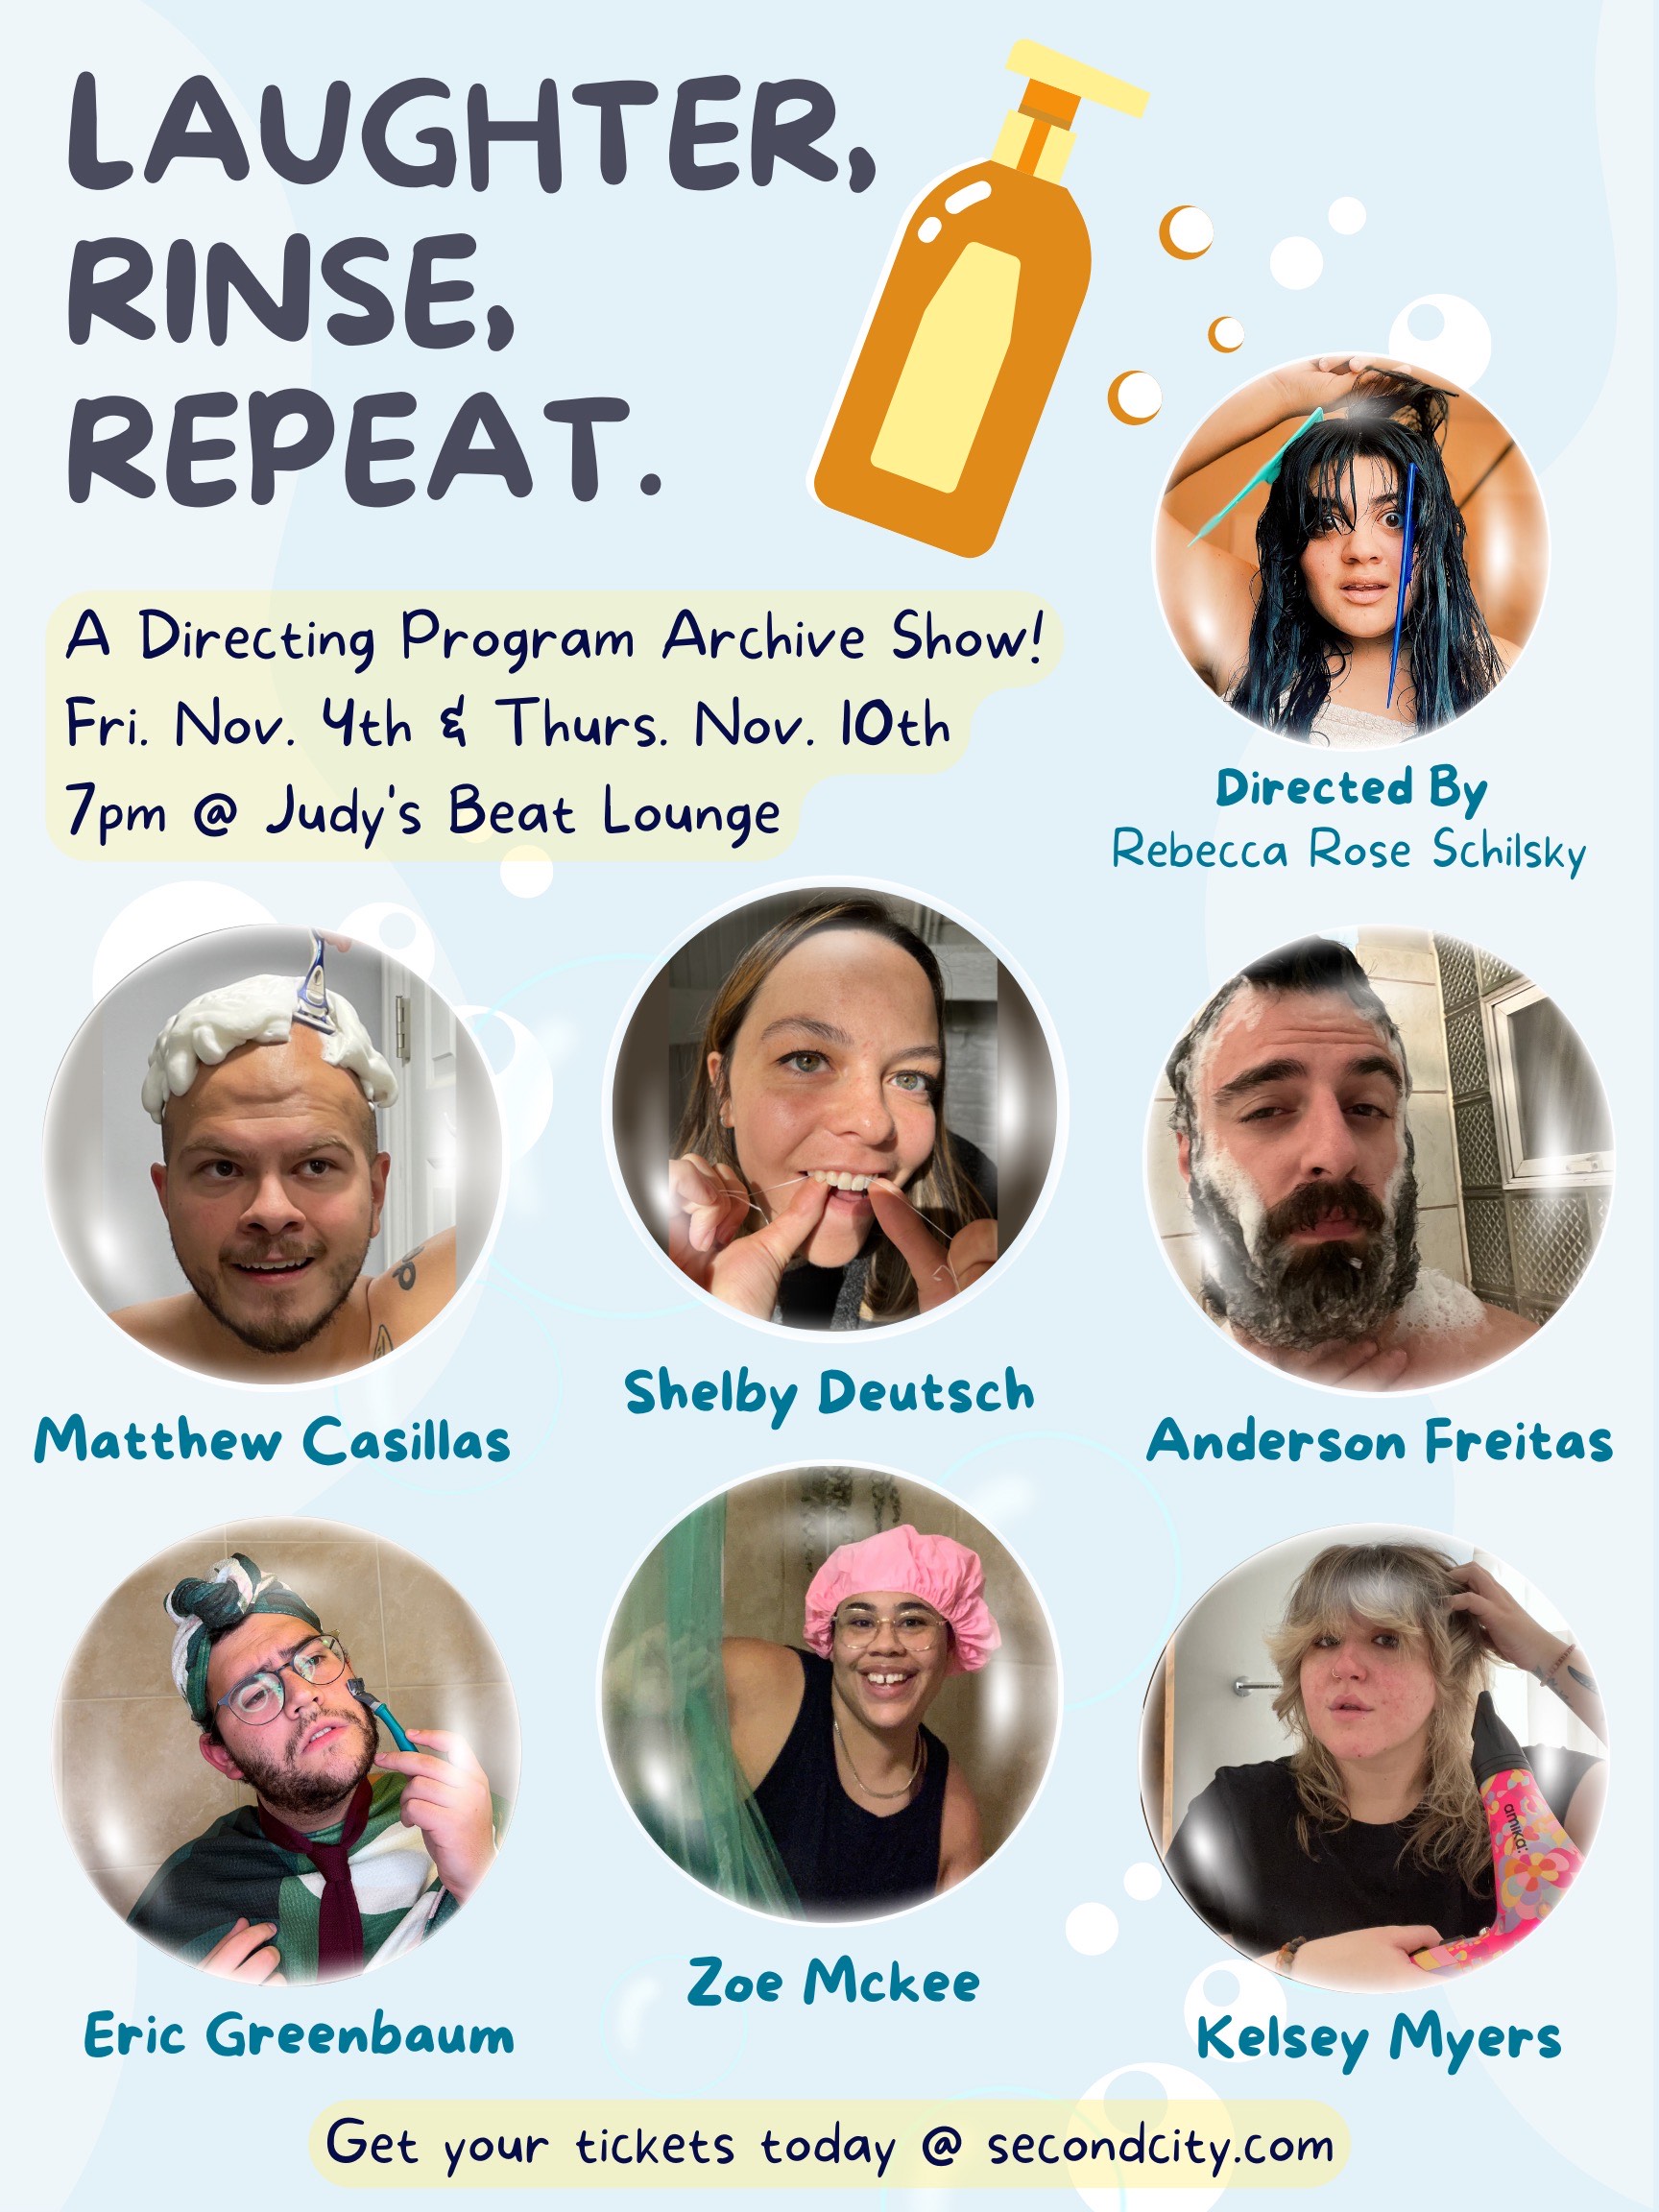 LAUGHTER,
RINSE,
REPEAT.
A Directing Program Archive Show!
Fri. Nov. 4th & Thurs. Nov. 10th
7pm @ Judy's Beat Lounge
Directed By
Rebecca Rose Schilsky
Matthew Casillas
Shelby Deutsch
Anderson Freitas
Eric Greenbaum
Zoe Mckee
Kelsey Myers
amika:
Get your tickets today @ secondcity.com